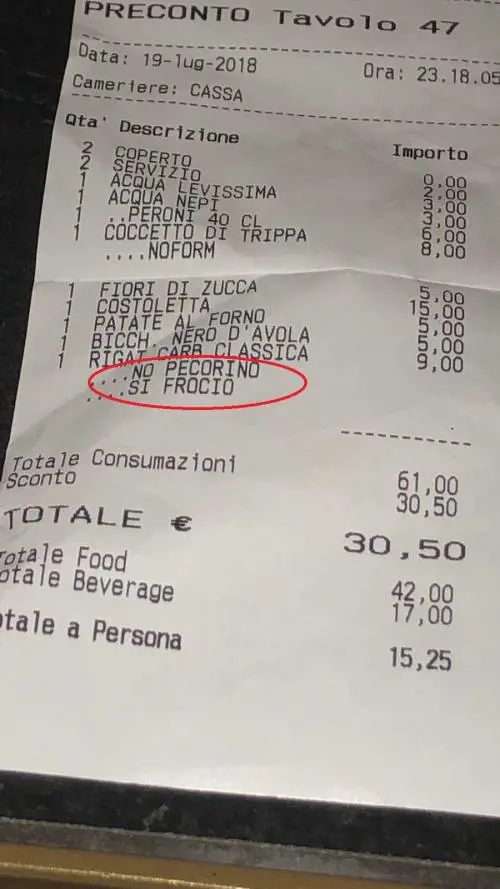 PRECONTO Tavolo 47
Data: 19-lug-2018 Ora: 23.18.05
Cameriere: CASSA
Qta' Descrizione Importo
2 COPERTO 0,00
2 SERVIZIO 2,00
1 ACQUA LEVISSIMA 3,00
1 ACQUA NEPI 3,00
1 ..PERONI 40 CL 6,00
1 COCCETTO DI TRIPPA 8,00
....NOFORM
1 FIORI DI ZUCCA 5,00
1 COSTOLETTA 15,00
1 PATATE AL FORNO 5,00
1 BICCH. NERO D'AVOLA 5,00
1 RIGAT CARB CLASSICA 9,00
....NO PECORINO
....SI FROCIO
Totale Consumazioni 61,00
Sconto 30,50
TOTALE € 30,50
otale Food 42,00
otale Beverage 17,00
otale a Persona 15,25